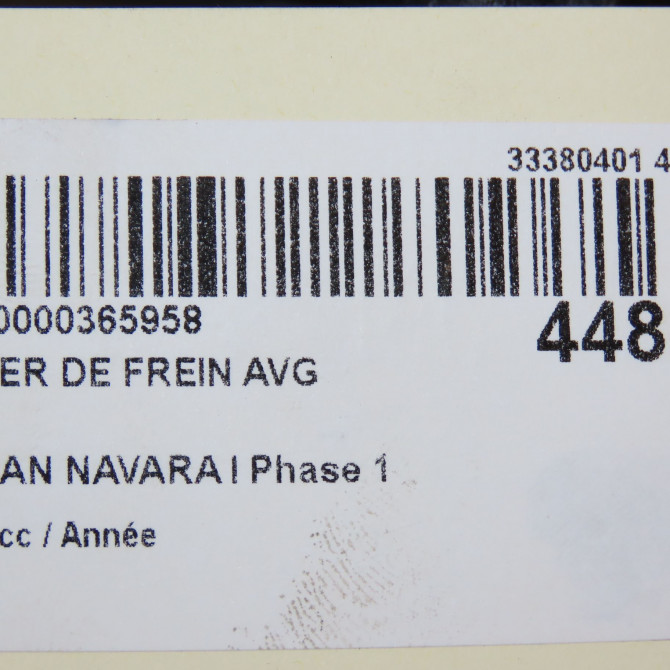 33380401 4
0000365958
448
ER DE FREIN AVG
AN NAVARA I Phase 1
cc / Année